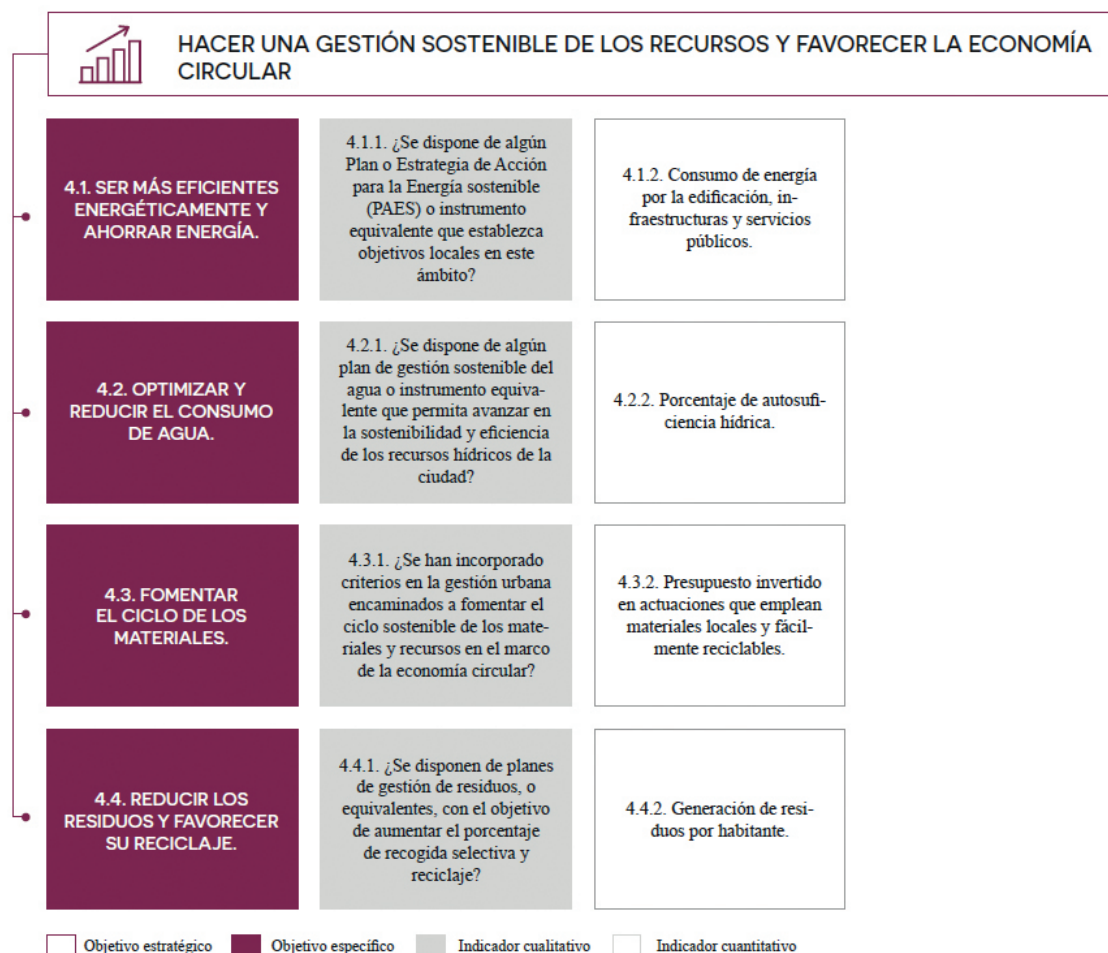 HACER UNA GESTIÓN SOSTENIBLE DE LOS RECURSOS Y FAVORECER LA ECONOMÍA
CIRCULAR
4.1. SER MÁS EFICIENTES
ENERGÉTICAMENTE Y
AHORRAR ENERGÍA.
4.1.1. ¿Se dispone de algún
Plan o Estrategia de Acción
para la Energía sostenible
(PAES) o instrumento
equivalente que establezca
objetivos locales en este
ámbito?
4.1.2. Consumo de energía
por la edificación, in-
fraestructuras y servicios
públicos.
4.2. OPTIMIZAR Y
REDUCIR EL CONSUMO
DE AGUA.
4.2.1. ¿Se dispone de algún
plan de gestión sostenible del
agua o instrumento equiva-
lente que permita avanzar en
la sostenibilidad y eficiencia
de los recursos hídricos de la
ciudad?
4.2.2. Porcentaje de autosufi-
ciencia hídrica.
4.3. FOMENTAR
EL CICLO DE LOS
MATERIALES.
4.3.1. ¿Se han incorporado
criterios en la gestión urbana
encaminados a fomentar el
ciclo sostenible de los mate-
riales y recursos en el marco
de la economía circular?
4.3.2. Presupuesto invertido
en actuaciones que emplean
materiales locales y fácil-
mente reciclables.
4.4. REDUCIR LOS
RESIDUOS Y FAVORECER
SU RECICLAJE.
4.4.1. ¿Se disponen de planes
de gestión de residuos, o
equivalentes, con el objetivo
de aumentar el porcentaje
de recogida selectiva y
reciclaje?
4.4.2. Generación de resi-
duos por habitante.
Objetivo estratégico Objetivo específico Indicador cualitativo Indicador cuantitativo